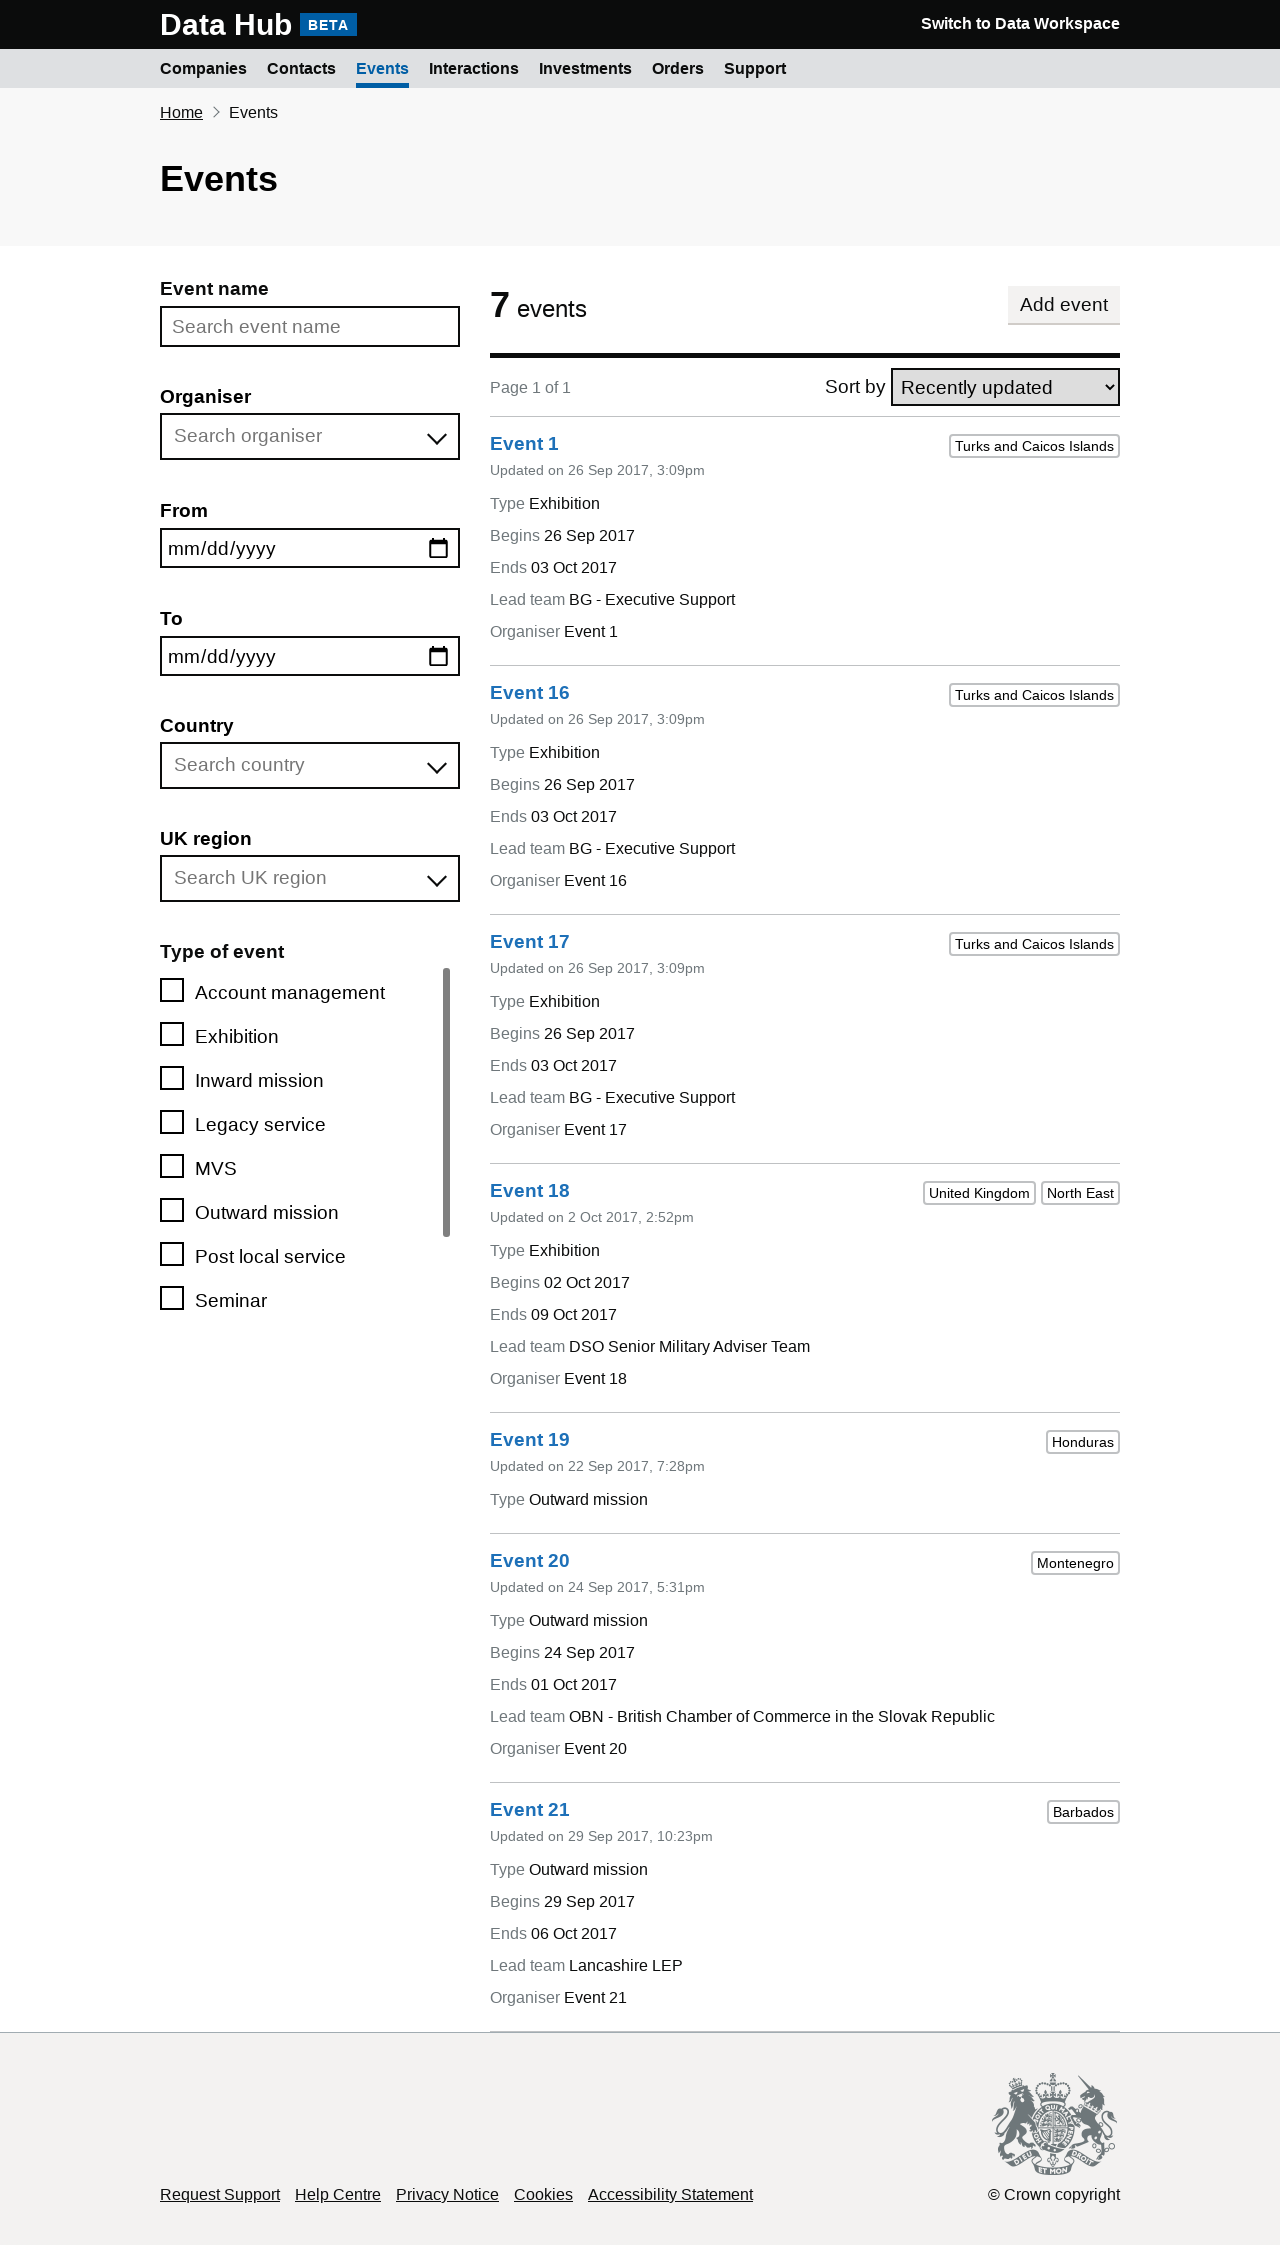 Data Hub BETA
Switch to Data Workspace
Companies Contacts Events Interactions Investments Orders Support
Home Events
Events
Event name
Search event name
Organiser
Search organiser
From
mm/dd/yyyy
To
mm/dd/yyyy
Country
Search country
UK region
Search UK region
Type of event
Account management
Exhibition
Inward mission
Legacy service
MVS
Outward mission
Post local service
Seminar
7 events
Add event
Page 1 of 1
Sort by Recently updated
Event 1
Turks and Caicos Islands
Updated on 26 Sep 2017, 3:09pm
Type Exhibition
Begins 26 Sep 2017
Ends 03 Oct 2017
Lead team BG - Executive Support
Organiser Event 1
Event 16
Turks and Caicos Islands
Updated on 26 Sep 2017, 3:09pm
Type Exhibition
Begins 26 Sep 2017
Ends 03 Oct 2017
Lead team BG - Executive Support
Organiser Event 16
Event 17
Turks and Caicos Islands
Updated on 26 Sep 2017, 3:09pm
Type Exhibition
Begins 26 Sep 2017
Ends 03 Oct 2017
Lead team BG - Executive Support
Organiser Event 17
Event 18
United Kingdom North East
Updated on 2 Oct 2017, 2:52pm
Type Exhibition
Begins 02 Oct 2017
Ends 09 Oct 2017
Lead team DSO Senior Military Adviser Team
Organiser Event 18
Event 19
Honduras
Updated on 22 Sep 2017, 7:28pm
Type Outward mission
Event 20
Montenegro
Updated on 24 Sep 2017, 5:31pm
Type Outward mission
Begins 24 Sep 2017
Ends 01 Oct 2017
Lead team OBN - British Chamber of Commerce in the Slovak Republic
Organiser Event 20
Event 21
Barbados
Updated on 29 Sep 2017, 10:23pm
Type Outward mission
Begins 29 Sep 2017
Ends 06 Oct 2017
Lead team Lancashire LEP
Organiser Event 21
DIEU ET MON DROIT
Request Support Help Centre Privacy Notice Cookies Accessibility Statement
© Crown copyright